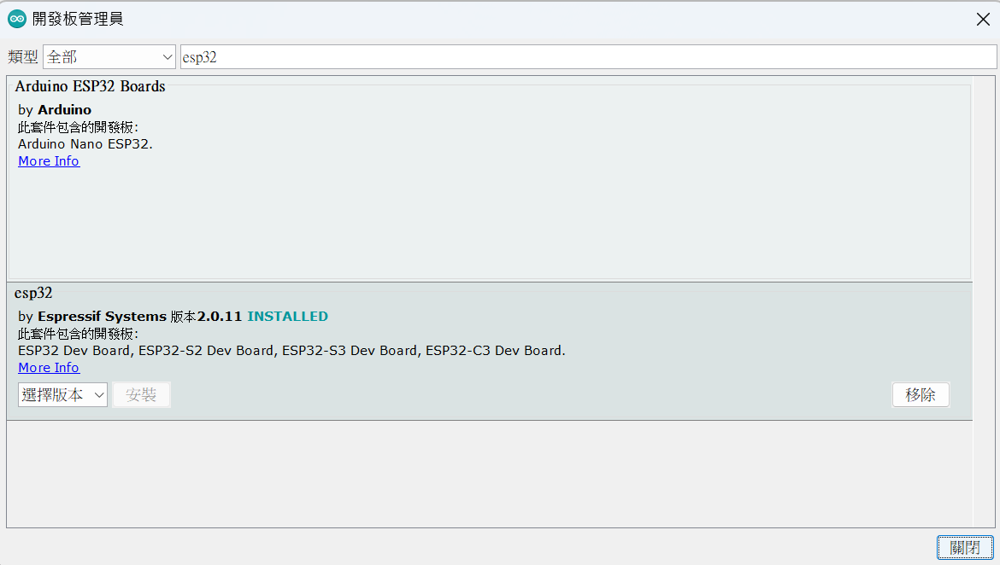 開發板管理員
類型 全部 esp32
Arduino ESP32 Boards
by Arduino
此套件包含的開發板：
Arduino Nano ESP32.
More Info
esp32
by Espressif Systems 版本2.0.11 INSTALLED
此套件包含的開發板：
ESP32 Dev Board, ESP32-S2 Dev Board, ESP32-S3 Dev Board, ESP32-C3 Dev Board.
More Info
選擇版本 安裝 移除
關閉